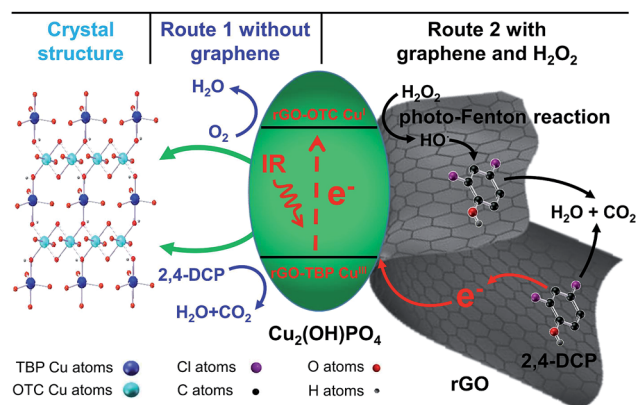 Crystal
structure
Route 1 without
graphene
Route 2 with
graphene and H₂O₂
H₂O
O₂
rGO-OTC Cuᴵ
IR
e⁻
rGO-TBP Cuᴵᴵ
2,4-DCP
H₂O+CO₂
Cu₂(OH)PO₄
H₂O₂
photo-Fenton reaction
HO·
H₂O + CO₂
e⁻
2,4-DCP
rGO
TBP Cu atoms
Cl atoms
O atoms
OTC Cu atoms
C atoms
H atoms